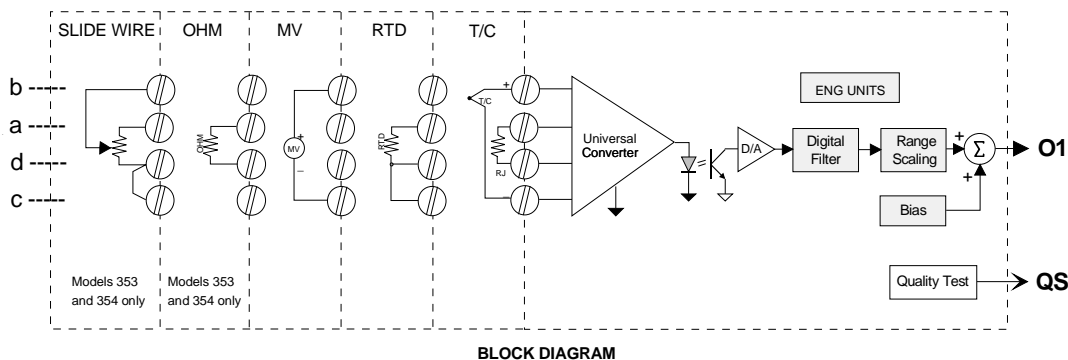 SLIDE WIRE OHM MV RTD T/C
b
a
d
c
OHM
+
MV
–
RTD
+
T/C
RJ
–
Universal
Converter
D/A
Digital
Filter
ENG UNITS
Range
Scaling
+
Σ
+
O1
Bias
Quality Test
QS
Models 353
and 354 only
Models 353
and 354 only
BLOCK DIAGRAM